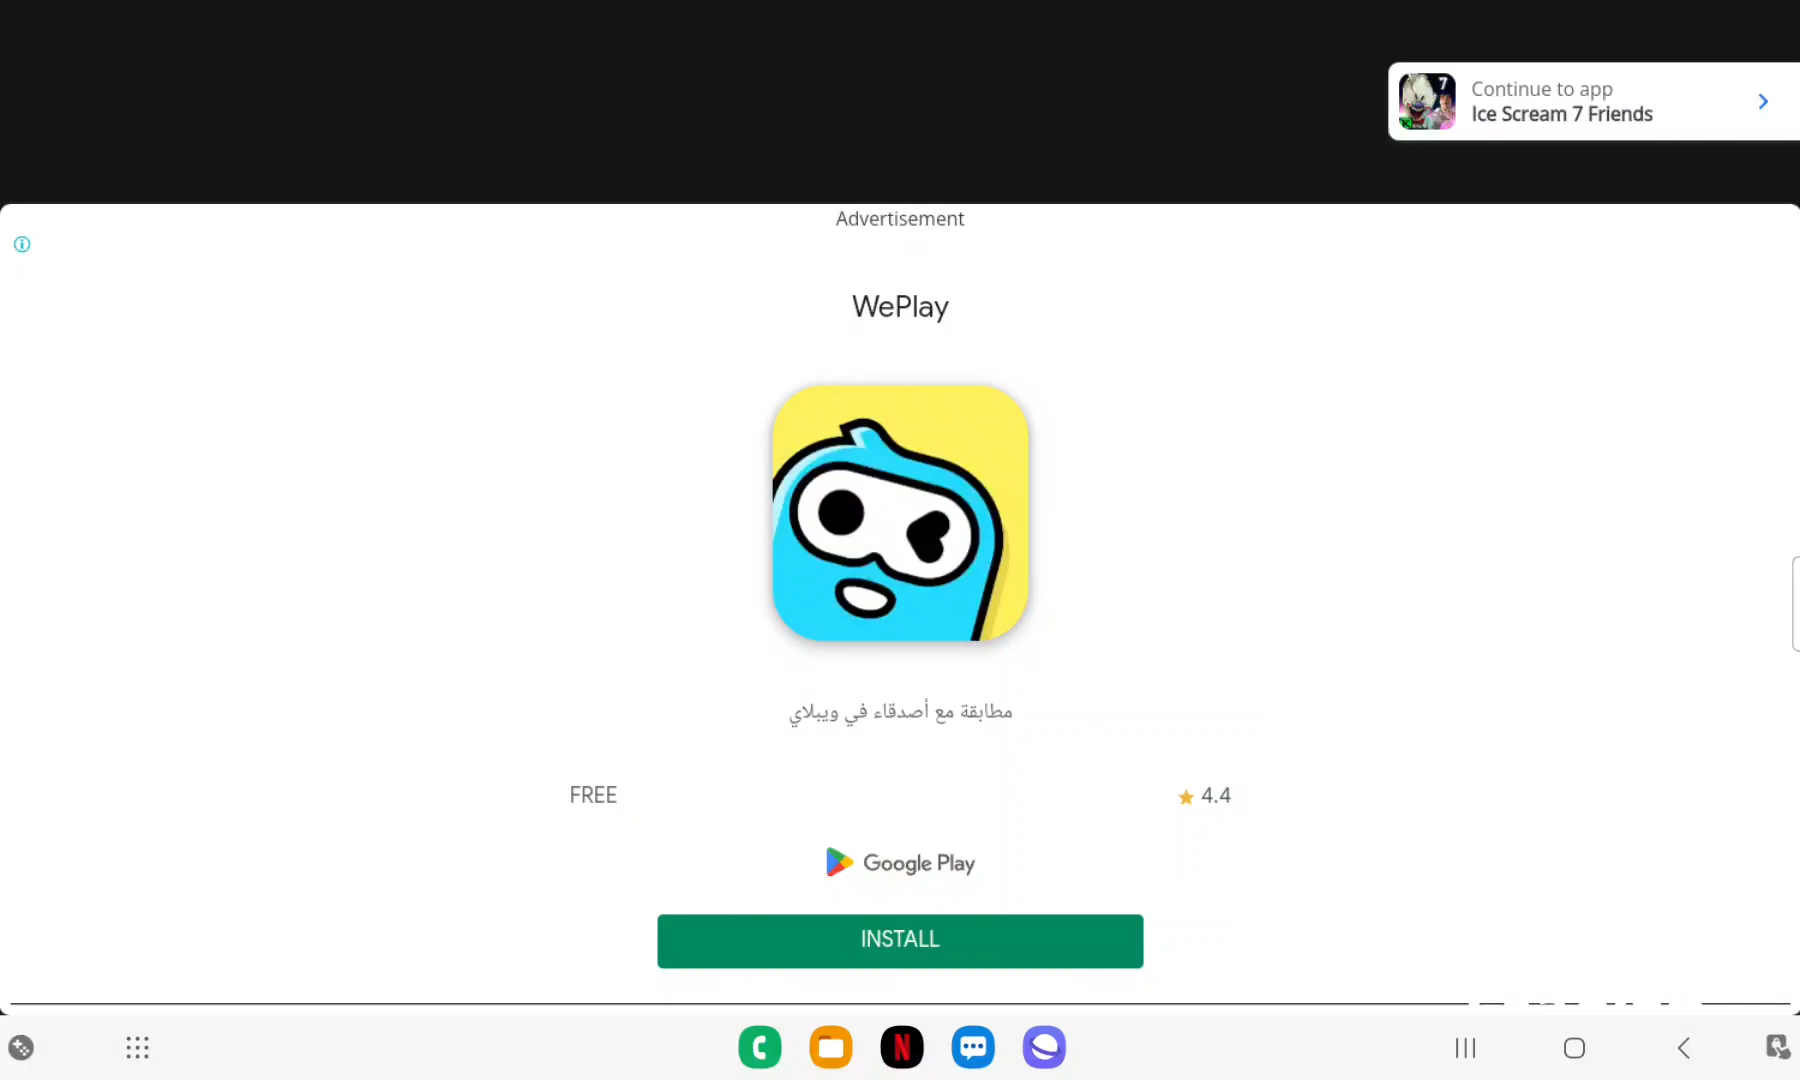 Continue to app
Ice Scream 7 Friends
7
Advertisement
WePlay
مطابقة مع أصدقاء في ويبلاي
FREE
4.4
Google Play
INSTALL
N